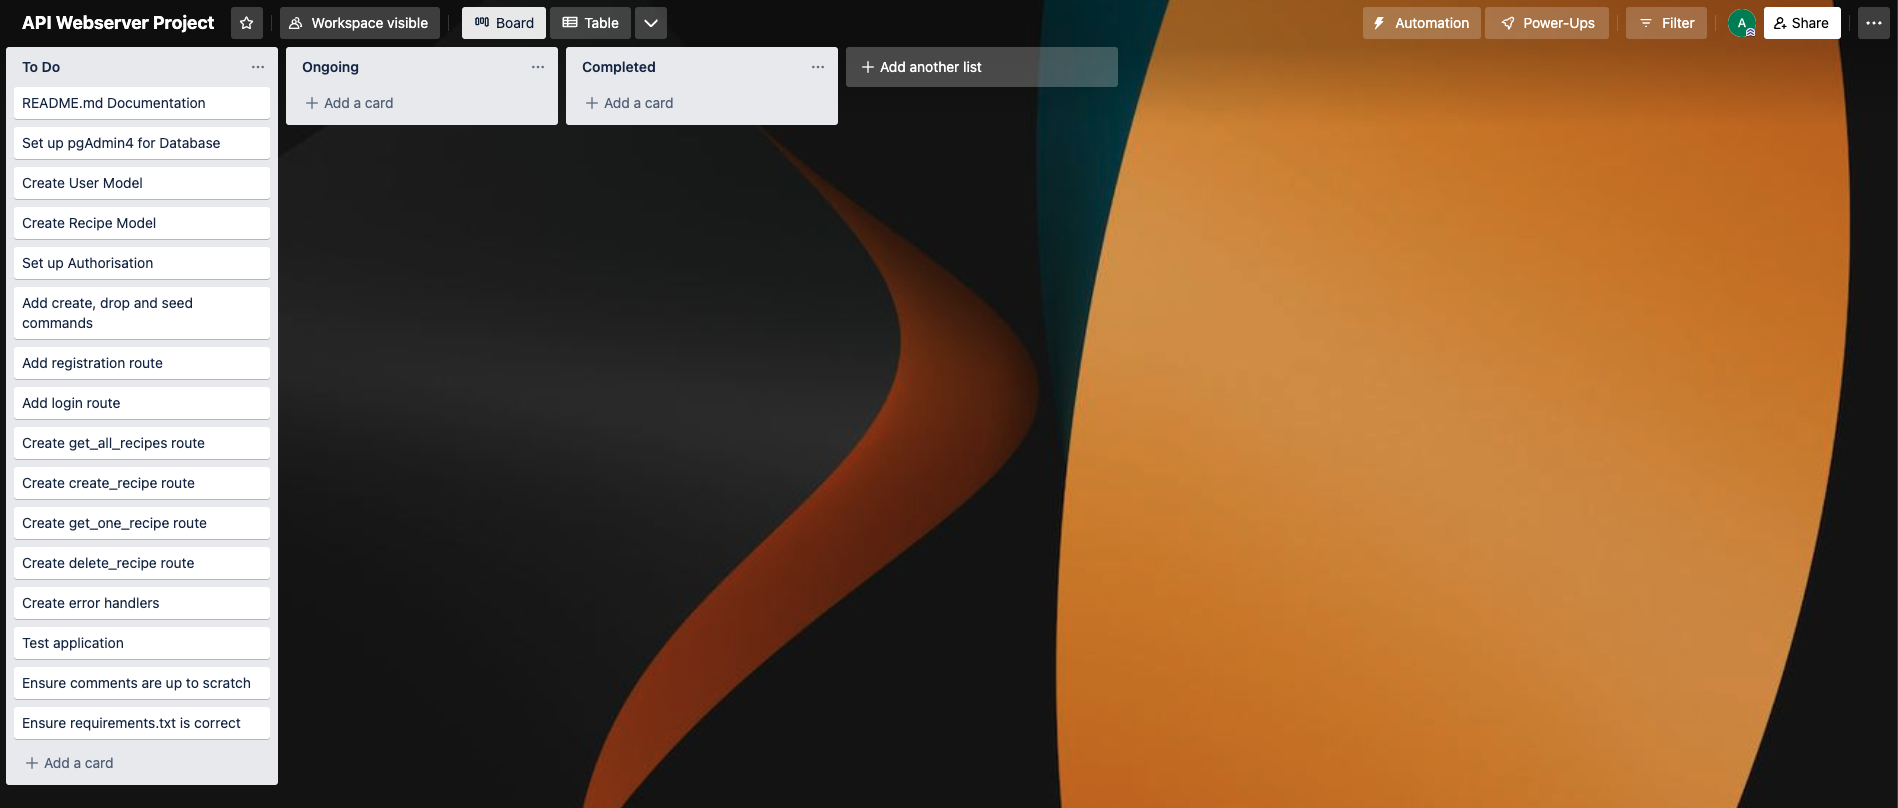 API Webserver Project
Workspace visible
Board
Table
Automation
Power-Ups
Filter
A
Share
To Do
README.md Documentation
Set up pgAdmin4 for Database
Create User Model
Create Recipe Model
Set up Authorisation
Add create, drop and seed
commands
Add registration route
Add login route
Create get_all_recipes route
Create create_recipe route
Create get_one_recipe route
Create delete_recipe route
Create error handlers
Test application
Ensure comments are up to scratch
Ensure requirements.txt is correct
Add a card
Ongoing
Add a card
Completed
Add a card
Add another list